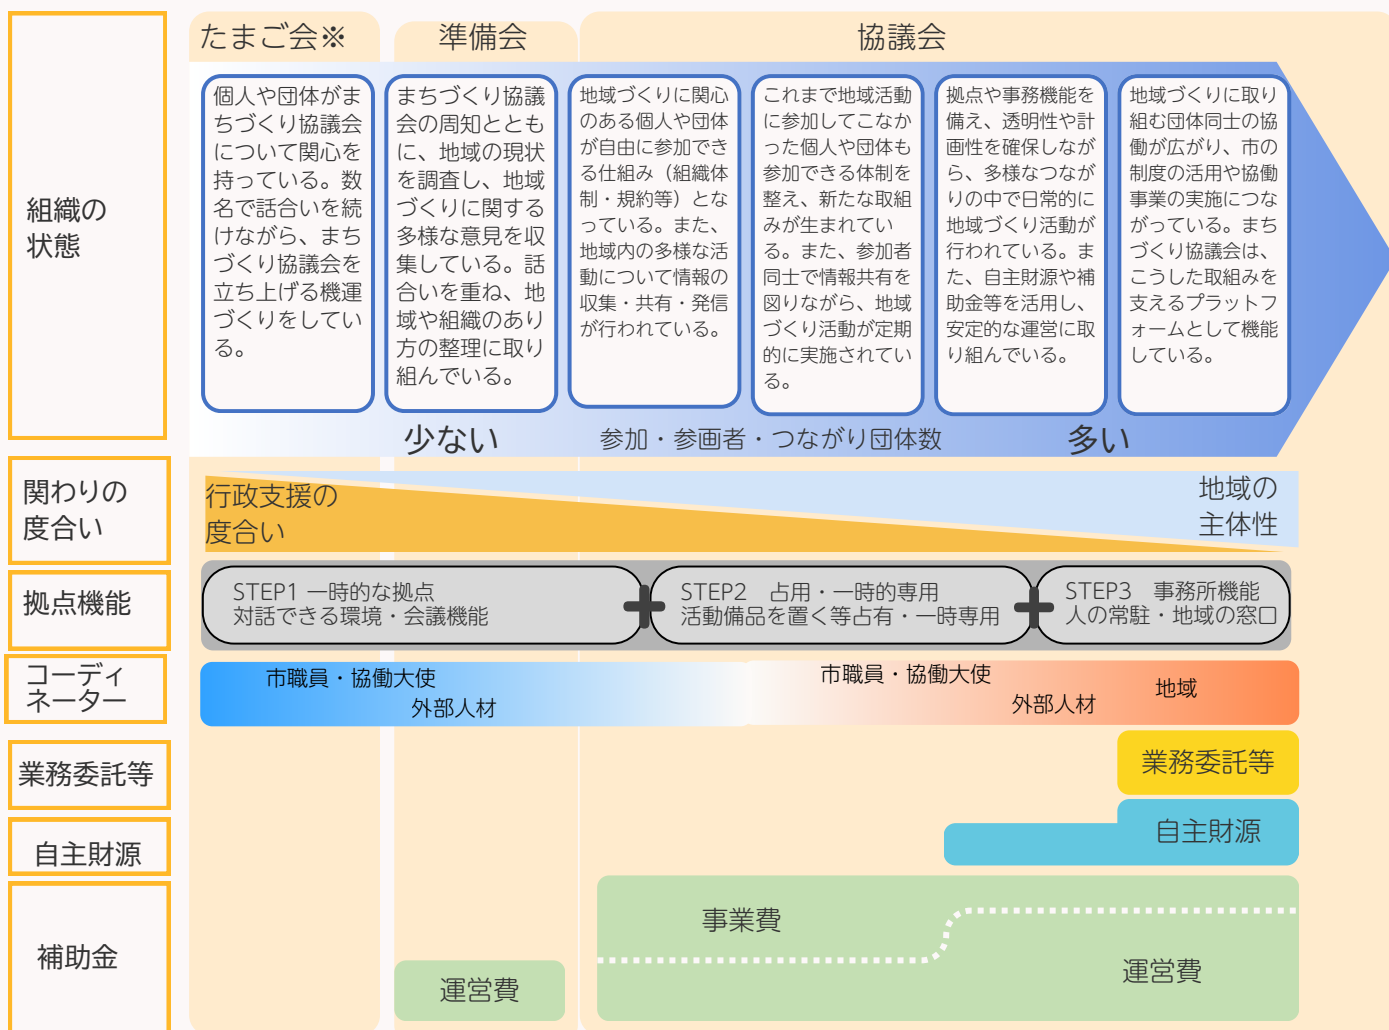 たまご会※
準備会
協議会
組織の
状態
個人や団体がま
ちづくり協議会
について関心を
持っている。数
名で話合いを続
けながら、まち
づくり協議会を
立ち上げる機運
づくりをしてい
る。
まちづくり協議
会の周知ととも
に、地域の現状
を調査し、地域
づくりに関する
多様な意見を収
集している。話
合いを重ね、地
域や組織のあり
方の整理に取り
組んでいる。
地域づくりに関心
のある個人や団体
が自由に参加でき
る仕組み（組織体
制・規約等）とな
っている。また、
地域内の多様な活
動について情報の
収集・共有・発信
が行われている。
これまで地域活動
に参加してこなか
った個人や団体も
参加できる体制を
整え、新たな取組
みが生まれてい
る。また、参加者
同士で情報共有を
図りながら、地域
づくり活動が定期
的に実施されてい
る。
拠点や事務機能を
備え、透明性や計
画性を確保しなが
ら、多様なつなが
りの中で日常的に
地域づくり活動が
行われている。ま
た、自主財源や補
助金等を活用し、
安定的な運営に取
り組んでいる。
地域づくりに取り
組む団体同士の協
働が広がり、市の
制度の活用や協働
事業の実施につな
がっている。まち
づくり協議会は、
こうした取組みを
支えるプラットフ
ォームとして機能
している。
少ない
参加・参画者・つながり団体数
多い
関わりの
度合い
行政支援の
度合い
地域の
主体性
拠点機能
STEP1 一時的な拠点
対話できる環境・会議機能
STEP2　占用・一時的専用
活動備品を置く等占有・一時専用
STEP3　事務所機能
人の常駐・地域の窓口
コーディ
ネーター
市職員・協働大使
外部人材
市職員・協働大使
外部人材
地域
業務委託等
業務委託等
自主財源
自主財源
補助金
運営費
事業費
運営費